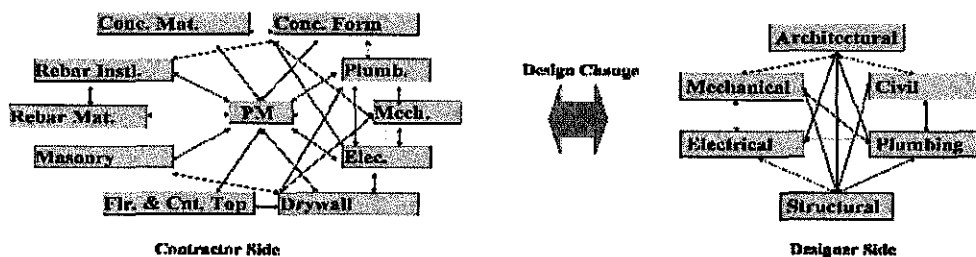 Conc. Mat.
Conc. Form
Architectural
Rebar Instl.
Plumb.
Design Change
Mechanical
Civil
Rebar Mat.
PM
Mech.
Masonry
Elec.
Electrical
Plumbing
Flr. & Cnt. Top
Drywall
Structural
Contractor Side
Designer Side